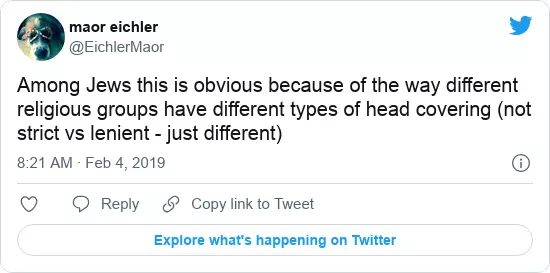 maor eichler
@EichlerMaor
Among Jews this is obvious because of the way different
religious groups have different types of head covering (not
strict vs lenient - just different)
8:21 AM · Feb 4, 2019
Reply
Copy link to Tweet
Explore what's happening on Twitter